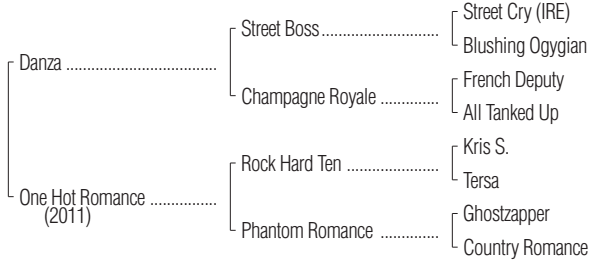 Street Cry (IRE)
Street Boss..............................
Blushing Ogygian
Danza ......................................
French Deputy
Champagne Royale ...............
All Tanked Up
Kris S.
Rock Hard Ten .......................
Tersa
One Hot Romance .................
(2011)
Ghostzapper
Phantom Romance ...............
Country Romance